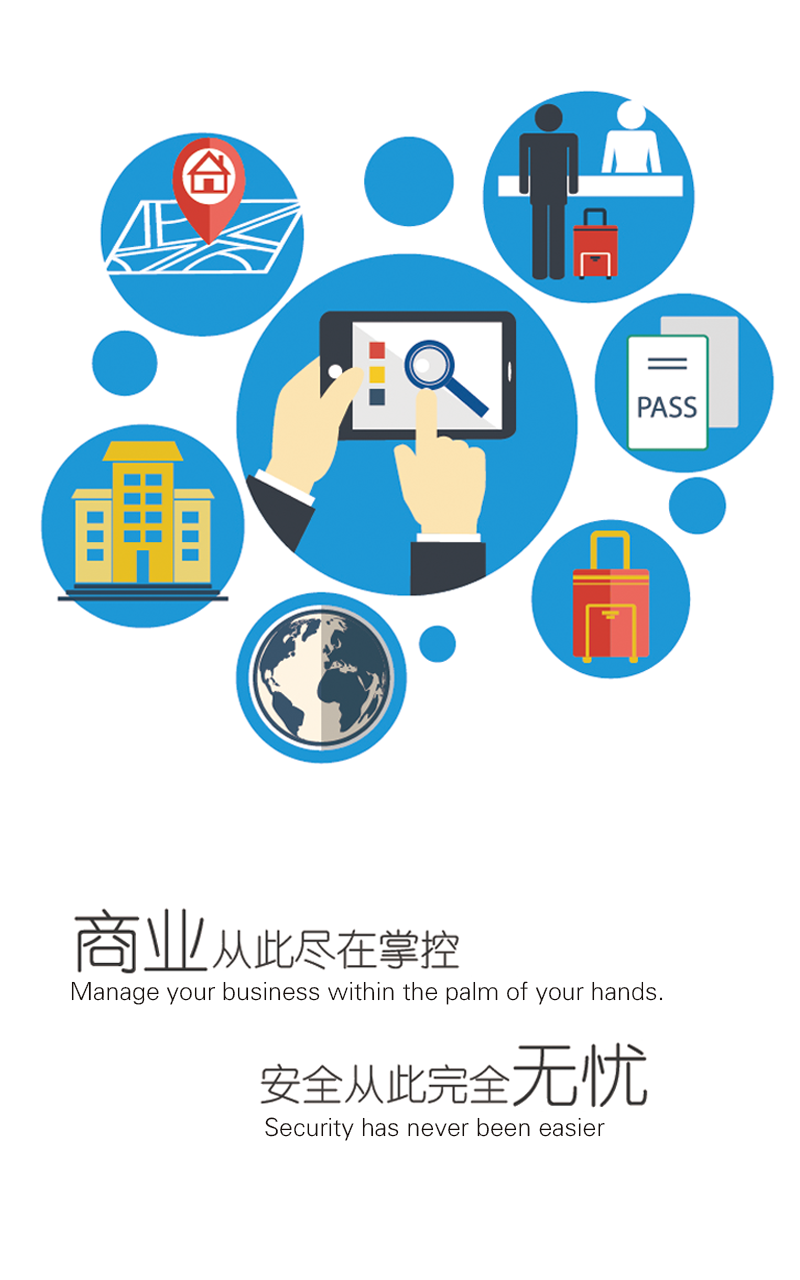 PASS
商业从此尽在掌控
Manage your business within the palm of your hands.
安全从此完全无忧
Security has never been easier